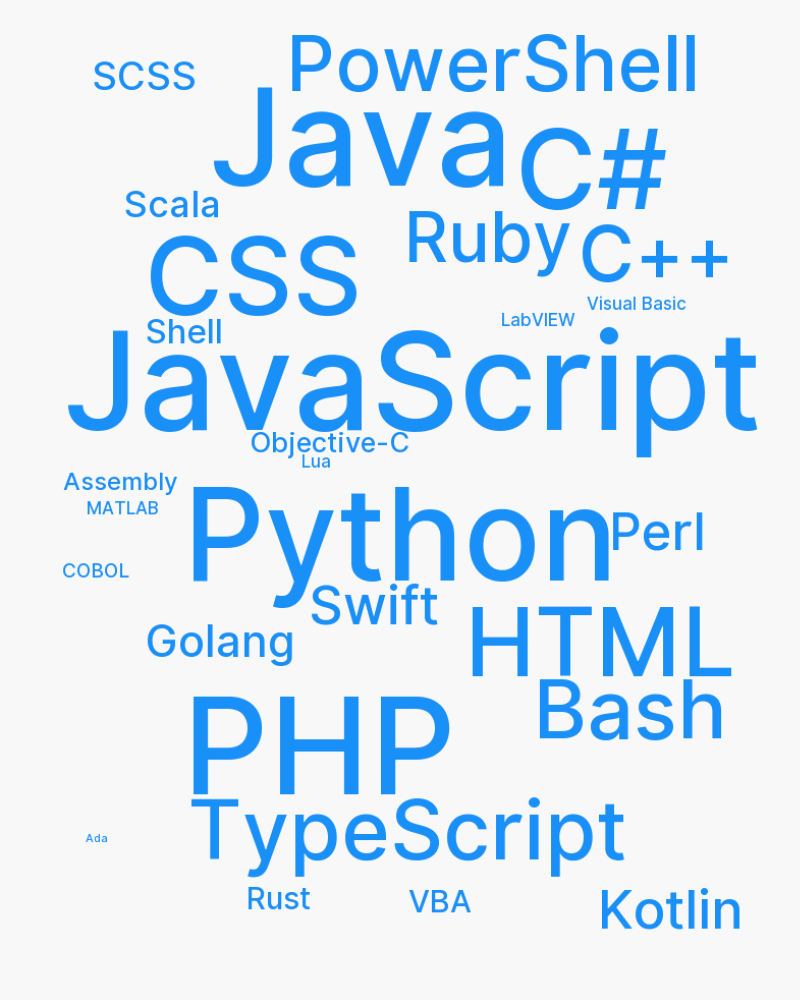 PowerShell
SCSS
Java
C#
Scala
Ruby
C++
CSS
Visual Basic
LabVIEW
Shell
JavaScript
Objective-C
Lua
Assembly
MATLAB
Python
Perl
COBOL
Swift
Golang
HTML
Bash
PHP
TypeScript
Ada
Rust
VBA
Kotlin